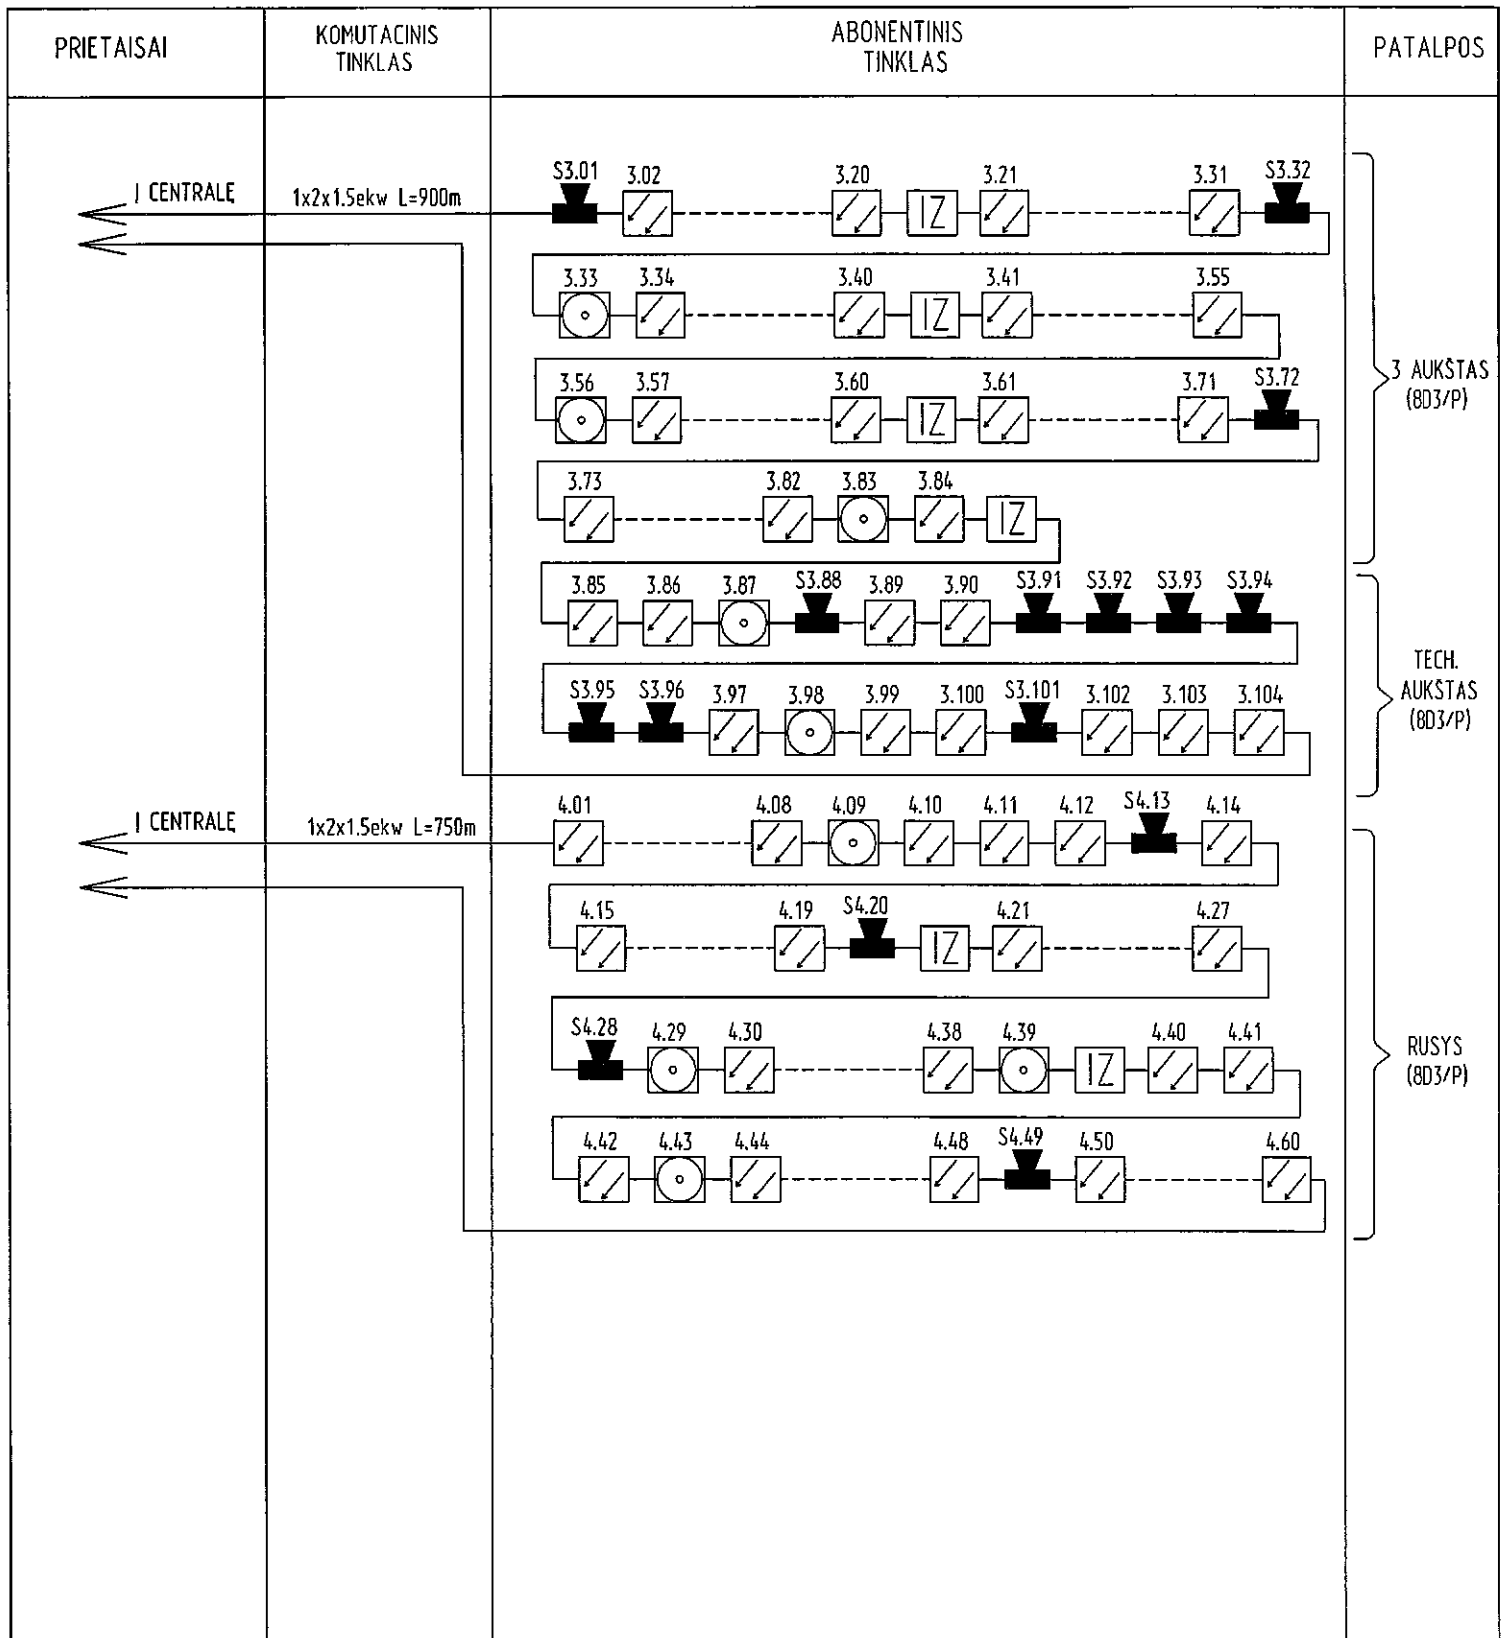 PRIETAISAI
KOMUTACINIS
TINKLAS
ABONENTINIS
TINKLAS
PATALPOS
Į CENTRALĘ
1x2x1.5ekw L=900m
S3.01 3.02 3.20 3.21 3.31 S3.32
IZ
3.33 3.34 3.40 3.41 3.55
IZ
3.56 3.57 3.60 3.61 3.71 S3.72
IZ
3.73 3.82 3.83 3.84
IZ
3 AUKŠTAS
(8D3/P)
3.85 3.86 3.87 S3.88 3.89 3.90 S3.91 S3.92 S3.93 S3.94
S3.95 S3.96 3.97 3.98 3.99 3.100 S3.101 3.102 3.103 3.104
TECH.
AUKŠTAS
(8D3/P)
Į CENTRALĘ
1x2x1.5ekw L=750m
4.01 4.08 4.09 4.10 4.11 4.12 S4.13 4.14
4.15 4.19 S4.20 4.21 4.27
IZ
S4.28 4.29 4.30 4.38 4.39 4.40 4.41
IZ
4.42 4.43 4.44 4.48 S4.49 4.50 4.60
RUSYS
(8D3/P)